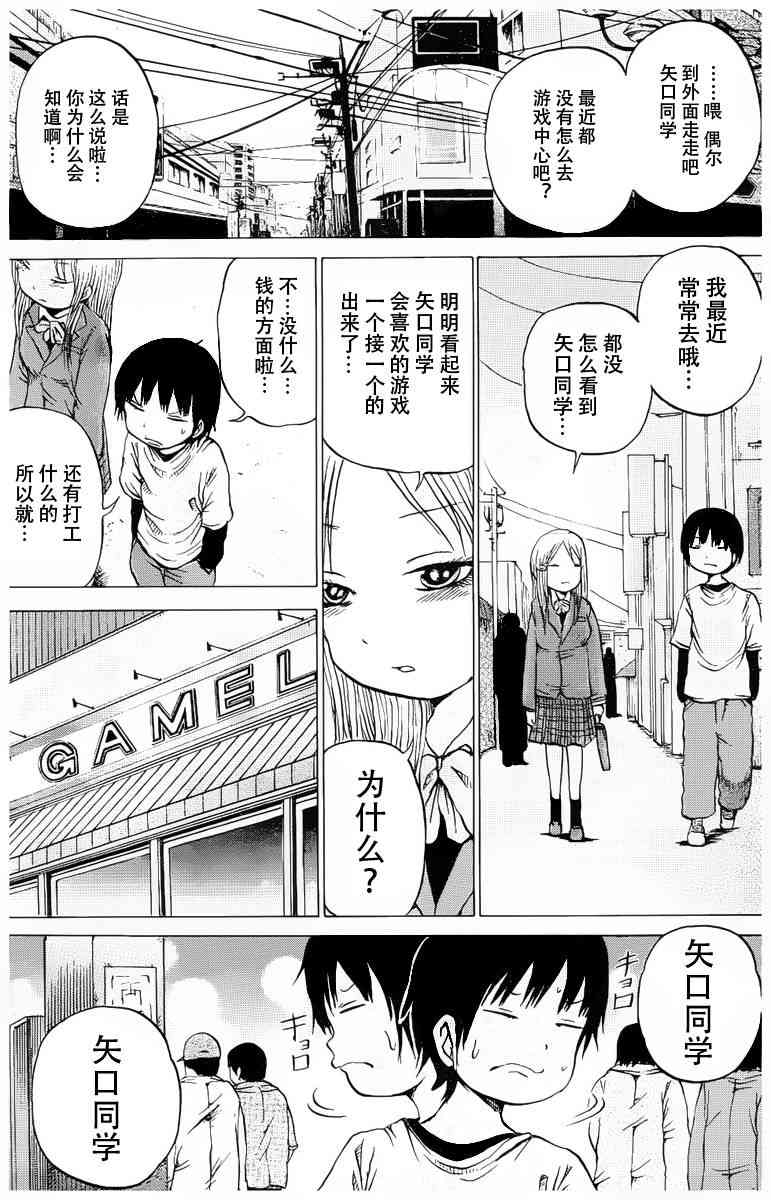 ……喂 偶尔
到外面走走吧
矢口同学
最近都
没有怎么去
游戏中心吧？
话是
这么说啦…
你为什么会
知道啊…
我最近
常常去哦…
都没
怎么看到
矢口同学…
明明看起来
矢口同学
会喜欢的游戏
一个接一个的
出来了…
为什么？
不…没什么…
钱的方面啦…
还有打工
什么的
所以就…
GAMEL
矢口同学
キョロ
キョロ
矢口同学